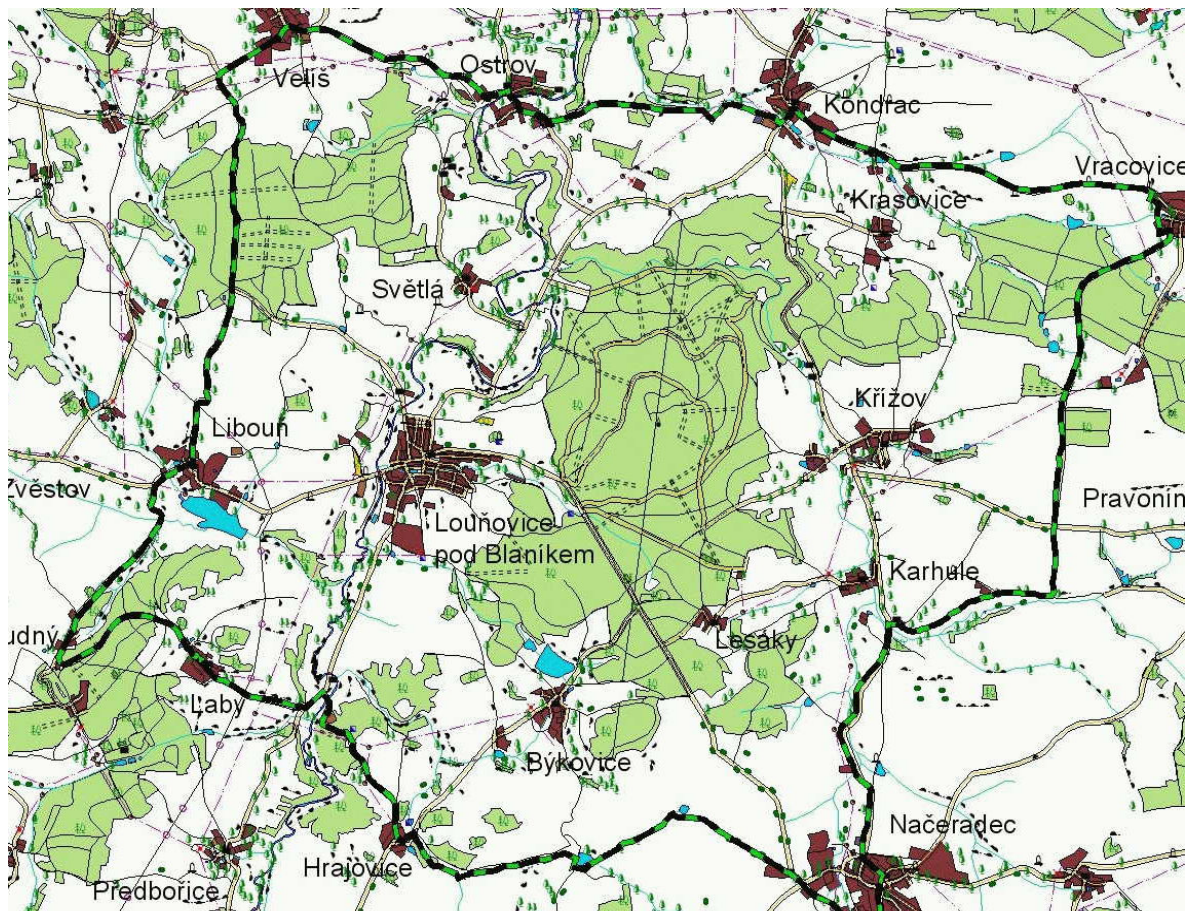 Veliš
Ostrov
Kondrac
Vracovice
Krasovice
Světlá
Křížov
Libouň
Zvěstov
Louňovice
pod Blaníkem
Pravonín
Karhule
Lesáky
udný
Laby
Býkovice
Načeradec
Hrajovice
Předbořice